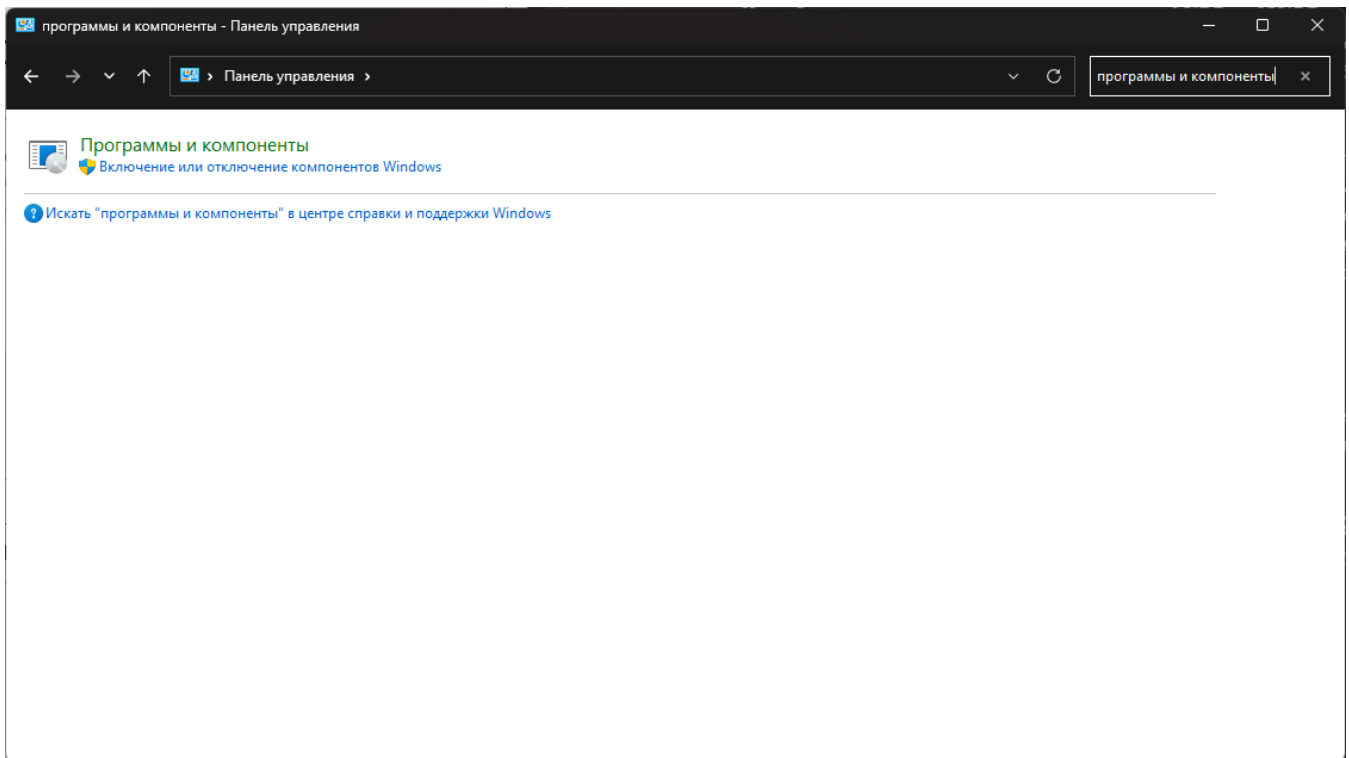 программы и компоненты - Панель управления
Панель управления
программы и компоненты
Программы и компоненты
Включение или отключение компонентов Windows
Искать "программы и компоненты" в центре справки и поддержки Windows